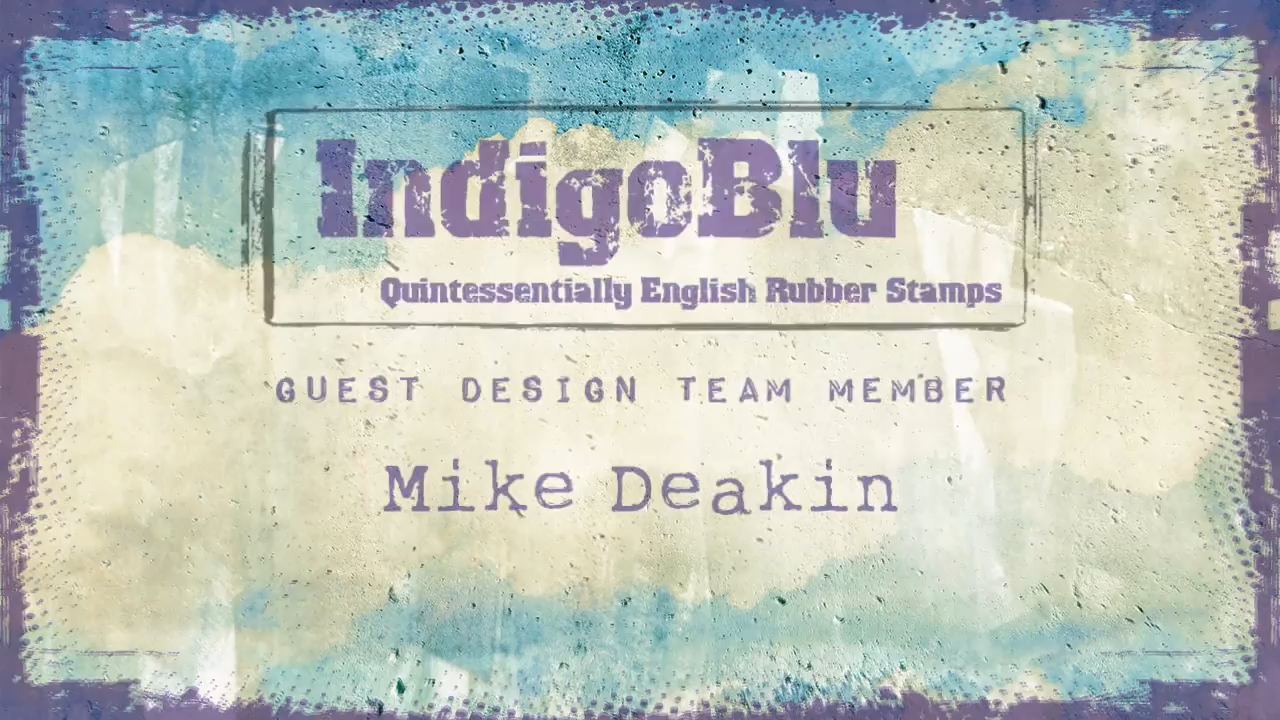 IndigoBlu
Quintessentially English Rubber Stamps
GUEST DESIGN TEAM MEMBER
Mike Deakin